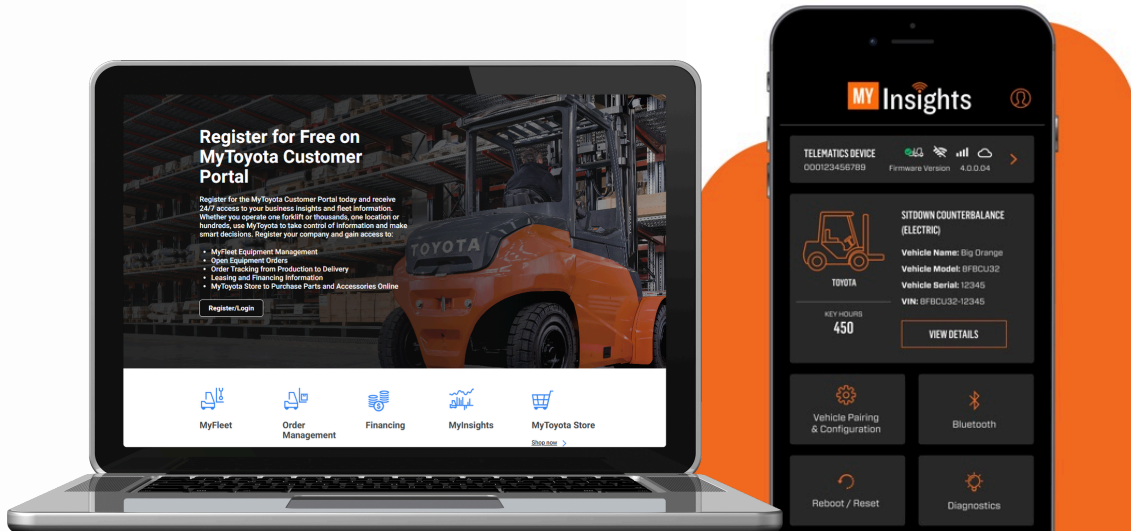 Register for Free on
MyToyota Customer
Portal
Register for the MyToyota Customer Portal today and receive
24/7 access to your business insights and fleet information.
Whether you operate one forklift or thousands, one location or
hundreds, use MyToyota to take control of information and make
smart decisions. Register your company and gain access to:
• MyFleet Equipment Management
• Open Equipment Orders
• Order Tracking from Production to Delivery
• Leasing and Financing Information
• MyToyota Store to Purchase Parts and Accessories Online
Register/Login
TOYOTA
MyFleet
Order
Management
Financing
MyInsights
MyToyota Store
Shop now
MY Insights
TELEMATICS DEVICE
000123456789
Firmware Version 4.0.0.04
SITDOWN COUNTERBALANCE
(ELECTRIC)
Vehicle Name: Big Orange
Vehicle Model: 8FBCU32
Vehicle Serial: 12345
VIN: 8FBCU32-12345
TOYOTA
KEY HOURS
450
VIEW DETAILS
Vehicle Pairing
& Configuration
Bluetooth
Reboot / Reset
Diagnostics